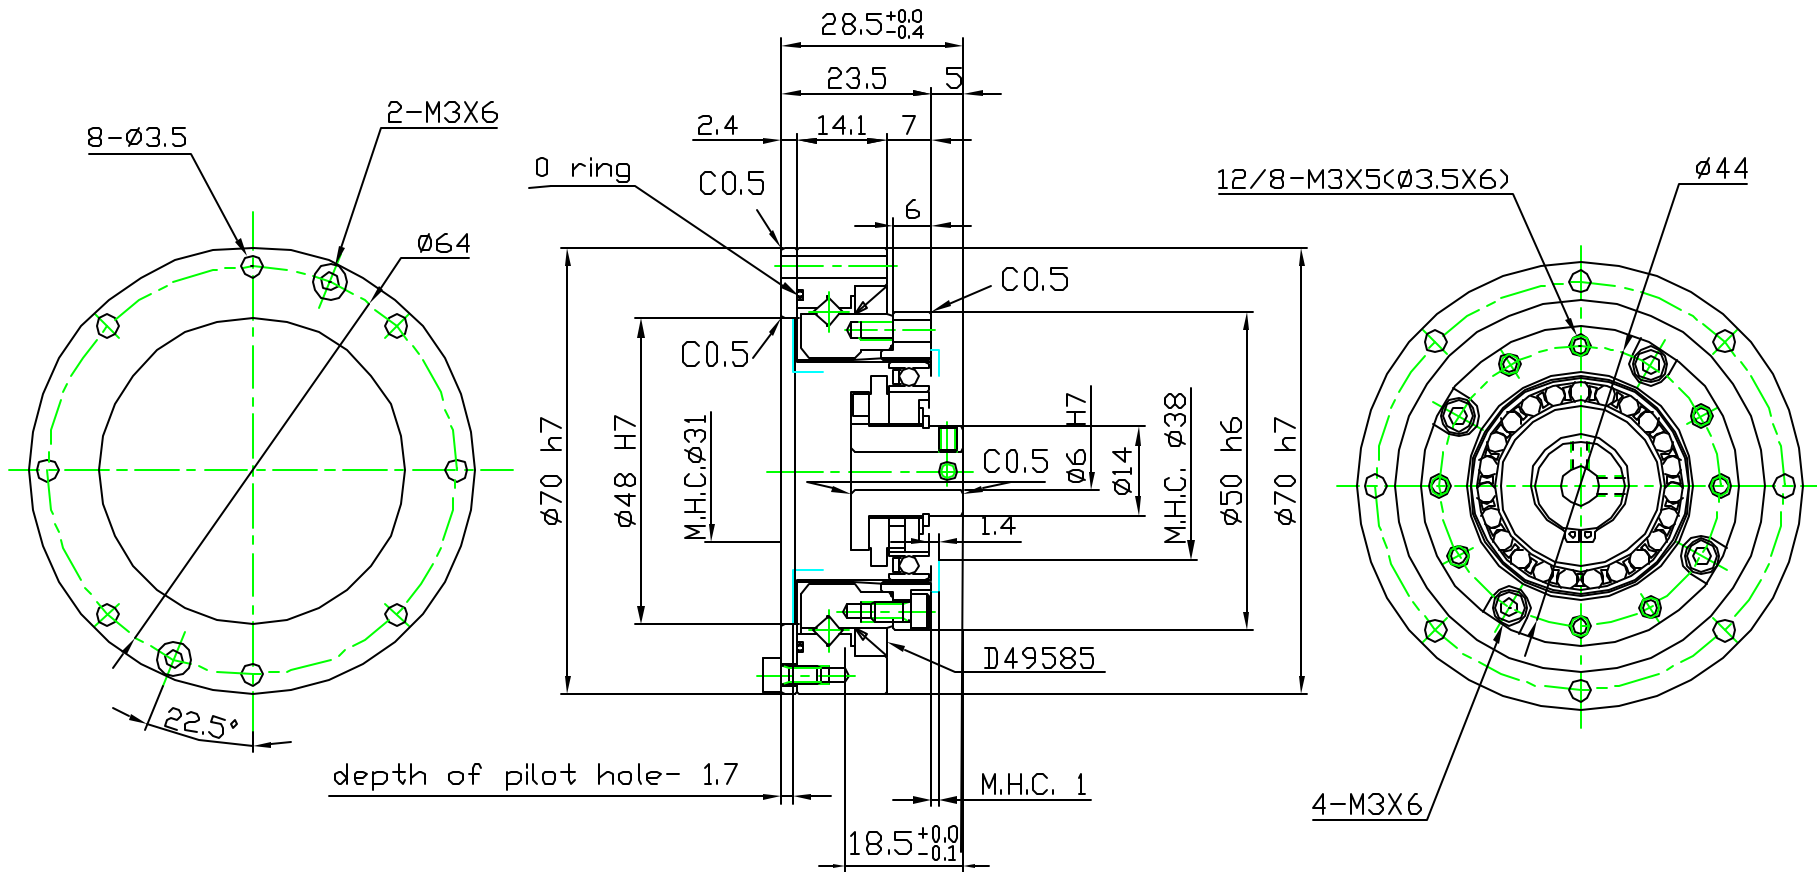 8-Ø3.5
2-M3X6
Ø64
22.5°
28.5 +0.0 -0.4
23.5
5
2.4
14.1
7
O ring
C0.5
6
C0.5
C0.5
Ø70 h7
Ø48 H7
M.H.C.Ø31
C0.5
Ø6 H7
Ø14
M.H.C. Ø38
Ø50 h6
Ø70 h7
1.4
D49585
depth of pilot hole- 1.7
M.H.C. 1
18.5 +0.0 -0.1
12/8-M3X5(Ø3.5X6)
Ø44
4-M3X6